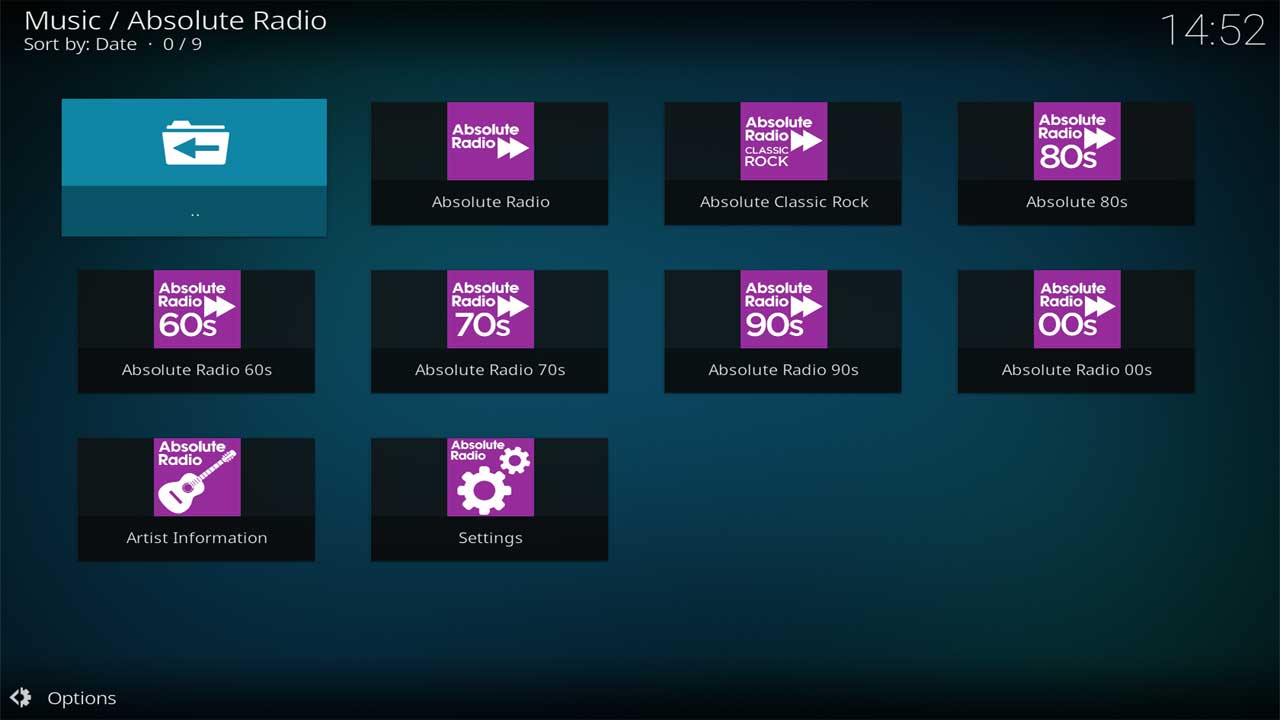 Music / Absolute Radio
Sort by: Date · 0 / 9
14:52
..
Absolute
Radio
Absolute Radio
Absolute
Radio
CLASSIC
ROCK
Absolute Classic Rock
Absolute
Radio
80s
Absolute 80s
Absolute
Radio
60s
Absolute Radio 60s
Absolute
Radio
70s
Absolute Radio 70s
Absolute
Radio
90s
Absolute Radio 90s
Absolute
Radio
00s
Absolute Radio 00s
Absolute
Radio
Artist Information
Absolute
Radio
Settings
Options